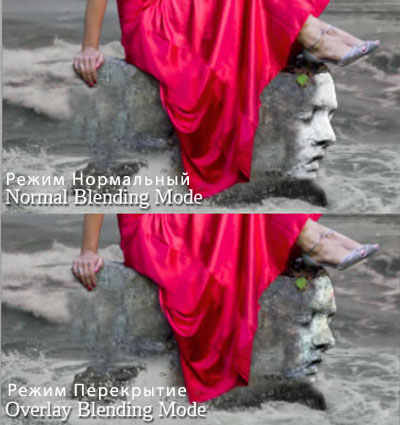 Режим Нормальный
Normal Blending Mode
Режим Перекрытие
Overlay Blending Mode